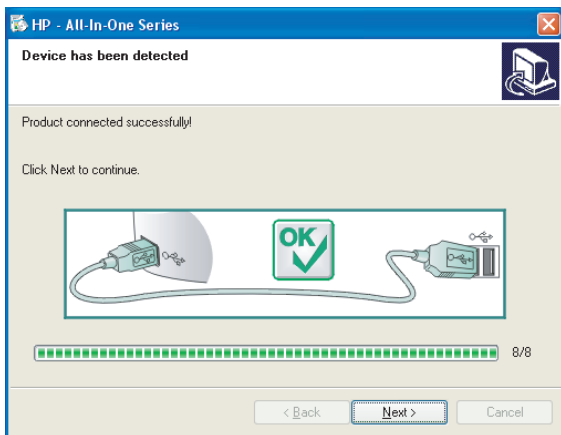 HP - All-In-One Series
Device has been detected
Product connected successfully!
Click Next to continue.
OK
8/8
< Back Next > Cancel